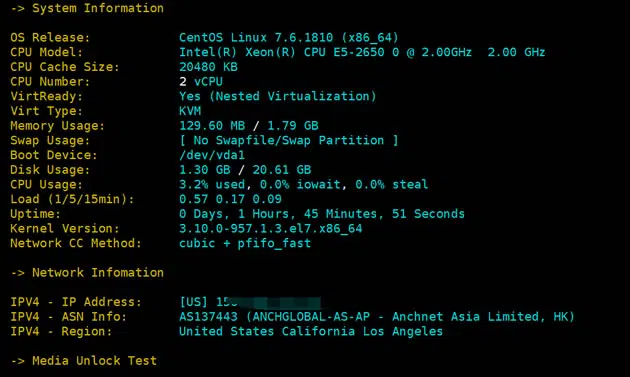 -> System Information
OS Release: CentOS Linux 7.6.1810 (x86_64)
CPU Model: Intel(R) Xeon(R) CPU E5-2650 0 @ 2.00GHz 2.00 GHz
CPU Cache Size: 20480 KB
CPU Number: 2 vCPU
VirtReady: Yes (Nested Virtualization)
Virt Type: KVM
Memory Usage: 129.60 MB / 1.79 GB
Swap Usage: [ No Swapfile/Swap Partition ]
Boot Device: /dev/vda1
Disk Usage: 1.30 GB / 20.61 GB
CPU Usage: 3.2% used, 0.0% iowait, 0.0% steal
Load (1/5/15min): 0.57 0.17 0.09
Uptime: 0 Days, 1 Hours, 45 Minutes, 51 Seconds
Kernel Version: 3.10.0-957.1.3.el7.x86_64
Network CC Method: cubic + pfifo_fast
-> Network Infomation
IPV4 - IP Address: [US]
IPV4 - ASN Info: AS137443 (ANCHGLOBAL-AS-AP - Anchnet Asia Limited, HK)
IPV4 - Region: United States California Los Angeles
-> Media Unlock Test